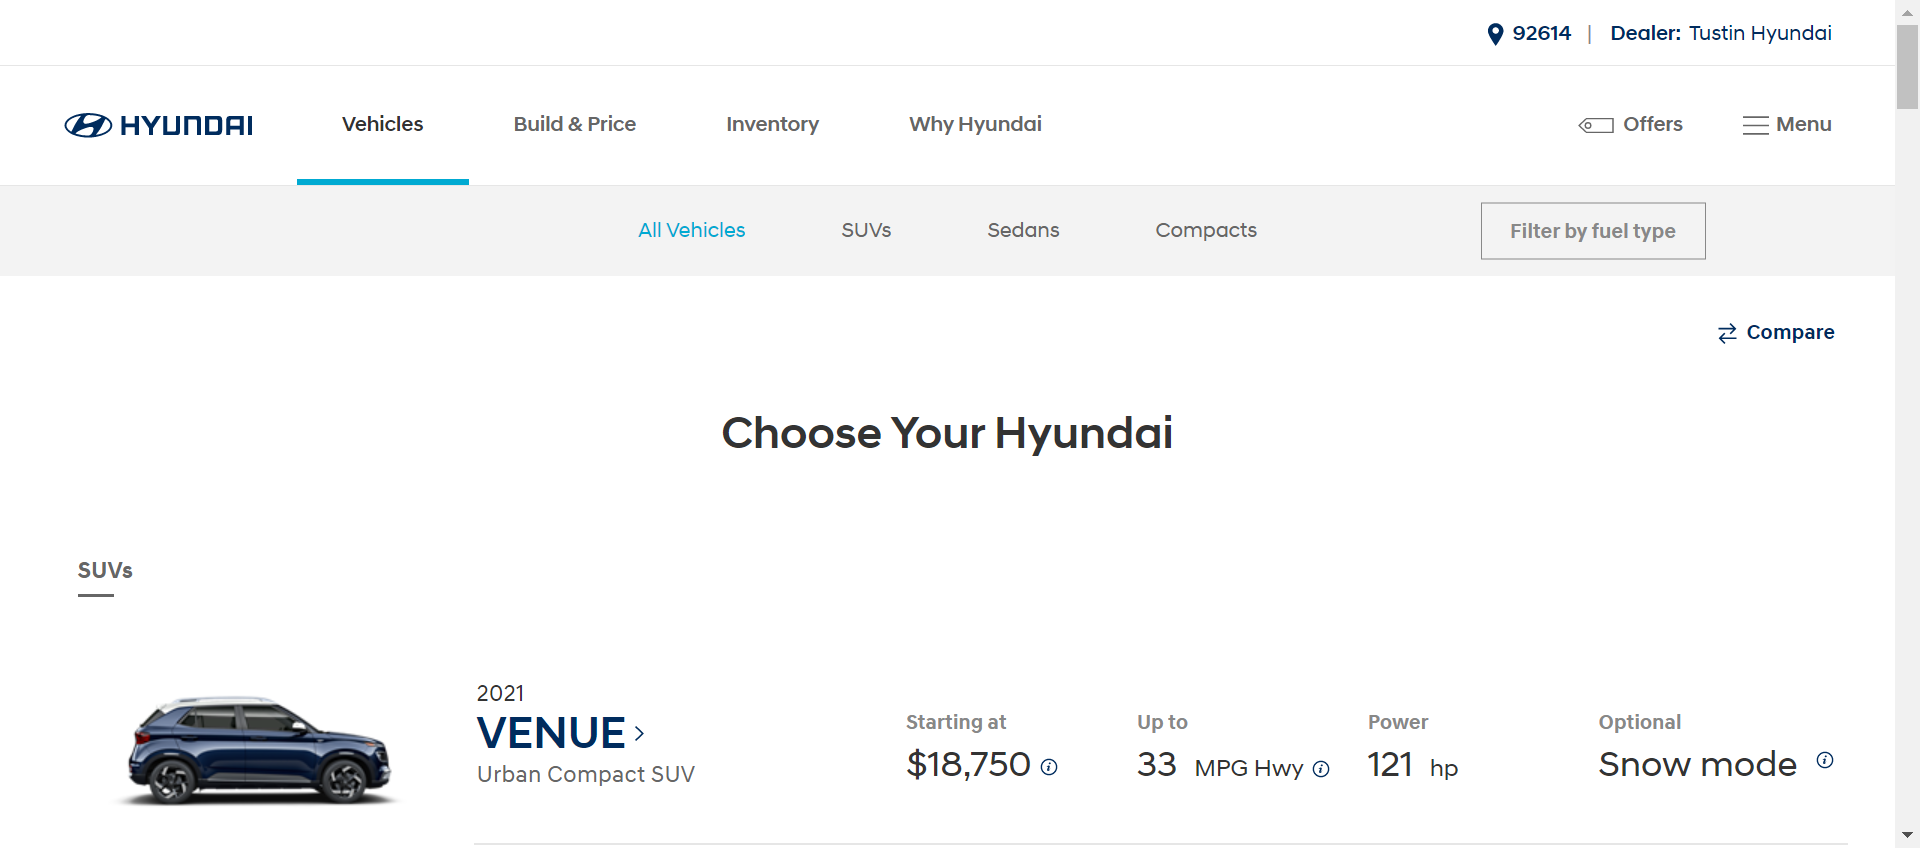 92614 | Dealer: Tustin Hyundai
HYUNDAI Vehicles Build & Price Inventory Why Hyundai Offers Menu
All Vehicles SUVs Sedans Compacts Filter by fuel type
Compare
Choose Your Hyundai
SUVs
2021
VENUE
Urban Compact SUV
Starting at
$18,750
Up to
33 MPG Hwy
Power
121 hp
Optional
Snow mode